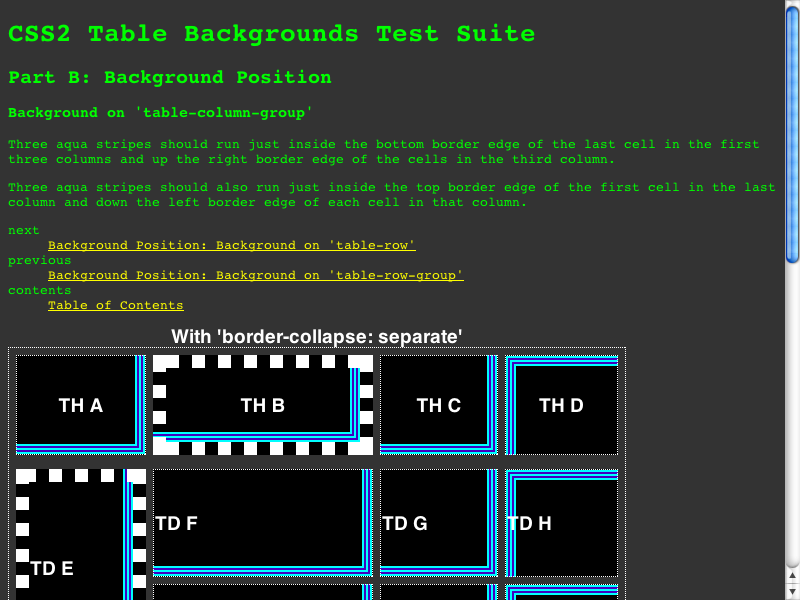 CSS2 Table Backgrounds Test Suite
Part B: Background Position
Background on 'table-column-group'
Three aqua stripes should run just inside the bottom border edge of the last cell in the first
three columns and up the right border edge of the cells in the third column.
Three aqua stripes should also run just inside the top border edge of the first cell in the last
column and down the left border edge of each cell in that column.
next
Background Position: Background on 'table-row'
previous
Background Position: Background on 'table-row-group'
contents
Table of Contents
With 'border-collapse: separate'
TH A
TH B
TH C
TH D
TD E
TD F
TD G
TD H